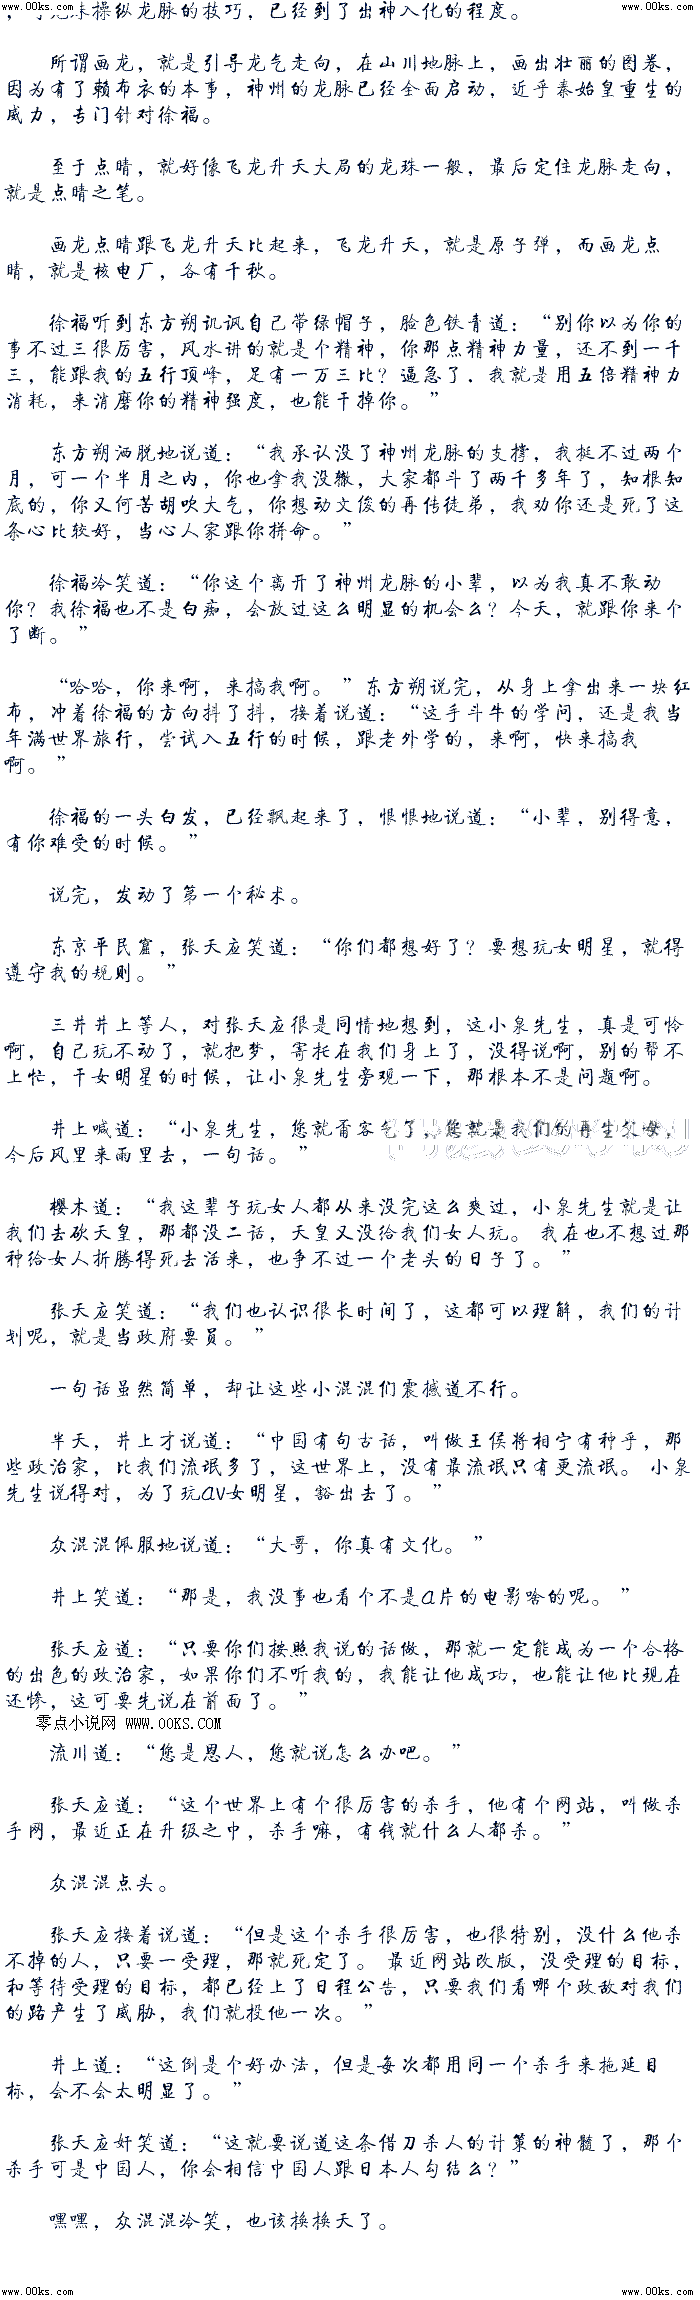 www.00ks.com www.00ks.com
操纵龙脉的技巧，已经到了出神入化的程度。
所谓画龙，就是引导龙气走向，在山川地脉上，画出壮丽的图卷，
因为有了赖布衣的本事，神州的龙脉已经全面启动，近乎秦始皇重生的
威力，专门针对徐福。
至于点睛，就好像飞龙升天大局的龙珠一般，最后定住龙脉走向，
就是点睛之笔。
画龙点睛跟飞龙升天比起来，飞龙升天，就是原子弹，而画龙点
睛，就是核电厂，各有千秋。
徐福听到东方朔讥讽自己带绿帽子，脸色铁青道：“别你以为你的
事不过三很厉害，风水讲的就是个精神，你那点精神力量，还不到一千
三，能跟我的五行顶峰，足有一万三比？逼急了．我就是用五倍精神力
消耗，来消磨你的精神强度，也能干掉你。”
东方朔洒脱地说道：“我承认没了神州龙脉的支撑，我挺不过两个
月，可一个半月之内，你也拿我没辙，大家都斗了两千多年了，知根知
底的，你又何苦胡吹大气，你想动文俊的再传徒弟，我劝你还是死了这
条心比较好，当心人家跟你拼命。”
徐福冷笑道：“你这个离开了神州龙脉的小辈，以为我真不敢动
你？我徐福也不是白痴，会放过这么明显的机会么？今天，就跟你来个
了断。”
“哈哈，你来啊，来搞我啊。”东方朔说完，从身上拿出来一块红
布，冲着徐福的方向抖了抖，接着说道：“这手斗牛的学问，还是我当
年满世界旅行，尝试入五行的时候，跟老外学的，来啊，快来搞我
啊。”
徐福的一头白发，已经飘起来了，恨恨地说道：“小辈，别得意，
有你难受的时候。”
说完，发动了第一个秘术。
东京平民窟，张天应笑道：“你们都想好了？要想玩女明星，就得
遵守我的规则。”
三井井上等人，对张天应很是同情地想到，这小泉先生，真是可怜
啊，自己玩不动了，就把梦，寄托在我们身上了，没得说啊，别的帮不
上忙，干女明星的时候，让小泉先生旁观一下，那根本不是问题啊。
井上喊道：“小泉先生，您就甭客气了，您就是我们的再生父母，
今后风里来雨里去，一句话。”
樱木道：“我这辈子玩女人都从来没完这么爽过，小泉先生就是让
我们去砍天皇，那都没二话，天皇又没给我们女人玩。 我在也不想过那
种给女人折腾得死去活来，也争不过一个老头的日子了。”
张天应笑道：“我们也认识很长时间了，这都可以理解，我们的计
划呢，就是当政府要员。”
一句话虽然简单，却让这些小混混们震撼道不行。
半天，井上才说道：“中国有句古话，叫做王侯将相宁有种乎，那
些政治家，比我们流氓多了，这世界上，没有最流氓只有更流氓。 小泉
先生说得对，为了玩AV女明星，豁出去了。”
众混混佩服地说道：“大哥，你真有文化。”
井上笑道：“那是，我没事也看个不是A片的电影啥的呢。”
张天应道：“只要你们按照我说的话做，那就一定能成为一个合格
的出色的政治家，如果你们不听我的，我能让他成功，也能让他比现在
还惨，这可要先说在前面了。”
零点小说网 www.00KS.COM
流川道：“您是恩人，您就说怎么办吧。”
张天应道：“这个世界上有个很厉害的杀手，他有个网站，叫做杀
手网，最近正在升级之中，杀手嘛，有钱就什么人都杀。”
众混混点头。
张天应接着说道：“但是这个杀手很厉害，也很特别，没什么他杀
不掉的人，只要一受理，那就死定了。 最近网站改版，没受理的目标，
和等待受理的目标，都已经上了日程公告，只要我们看哪个政敌对我们
的路产生了威胁，我们就投他一次。”
井上道：“这倒是个好办法，但是每次都用同一个杀手来拖延目
标，会不会太明显了。”
张天应奸笑道：“这就要说道这条借刀杀人的计策的神髓了，那个
杀手可是中国人，你会相信中国人跟日本人勾结么？”
嘿嘿，众混混冷笑，也该换换天了。
www.00ks.com www.00ks.com